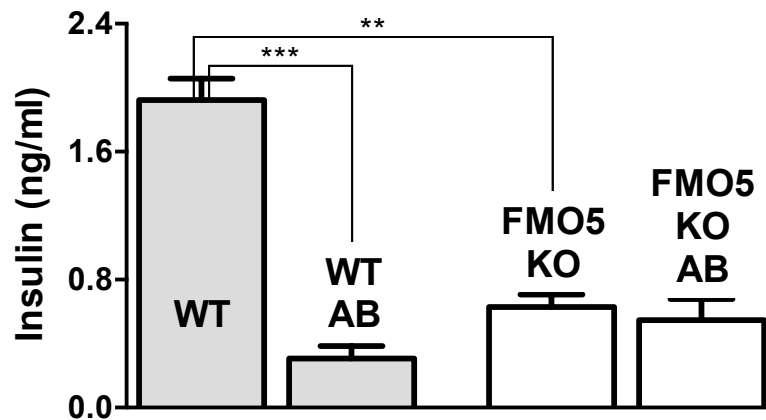 2.4
1.6
0.8
0.0
Insulin (ng/ml)
**
***
WT
WT
AB
FMO5
KO
FMO5
KO
AB